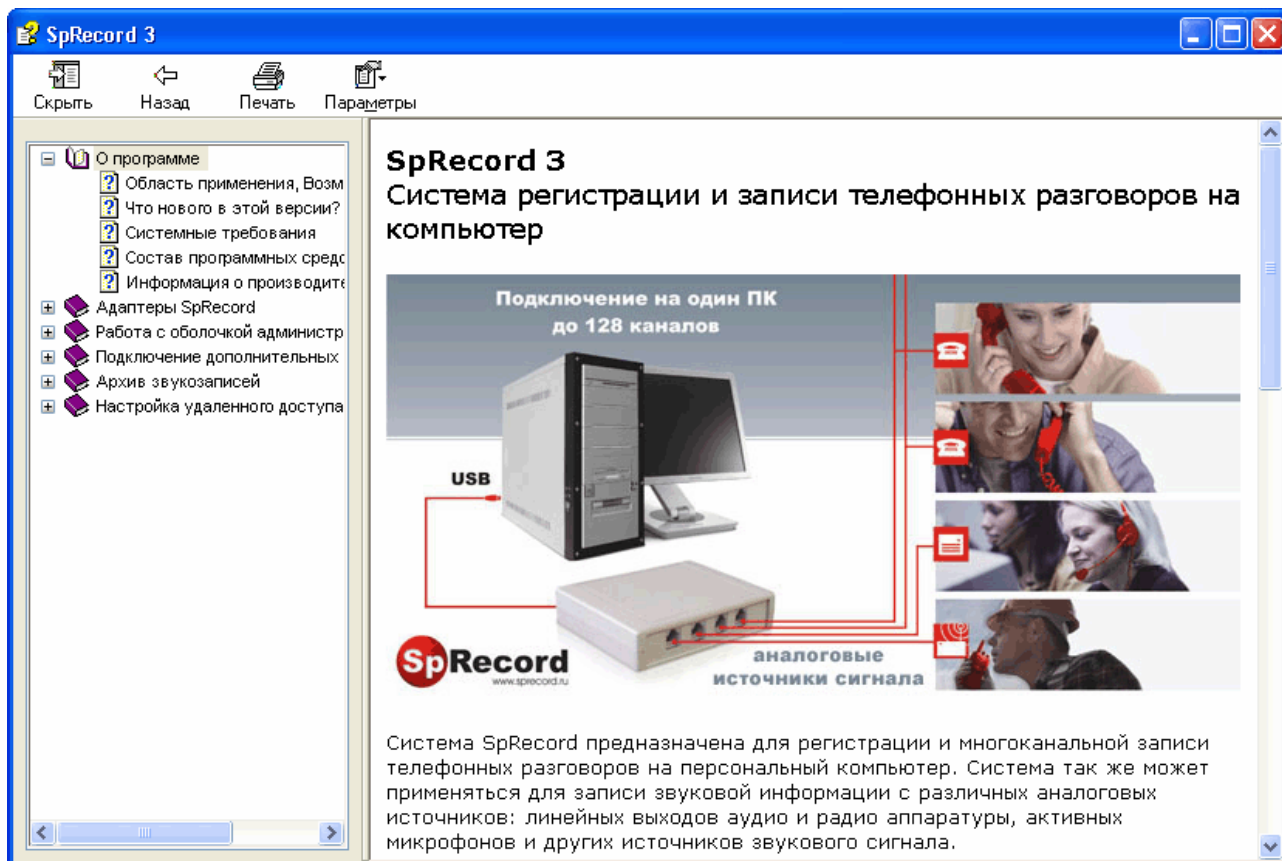 SpRecord 3
Скрыть Назад Печать Параметры
О программе
Область применения, Возм
Что нового в этой версии?
Системные требования
Состав программных средс
Информация о производите
Адаптеры SpRecord
Работа с оболочкой администр
Подключение дополнительных
Архив звукозаписей
Настройка удаленного доступа
SpRecord 3
Система регистрации и записи телефонных разговоров на
компьютер
Подключение на один ПК
до 128 каналов
USB
SpRecord
www.sprecord.ru
аналоговые
источники сигнала
Система SpRecord предназначена для регистрации и многоканальной записи
телефонных разговоров на персональный компьютер. Система так же может
применяться для записи звуковой информации с различных аналоговых
источников: линейных выходов аудио и радио аппаратуры, активных
микрофонов и других источников звукового сигнала.